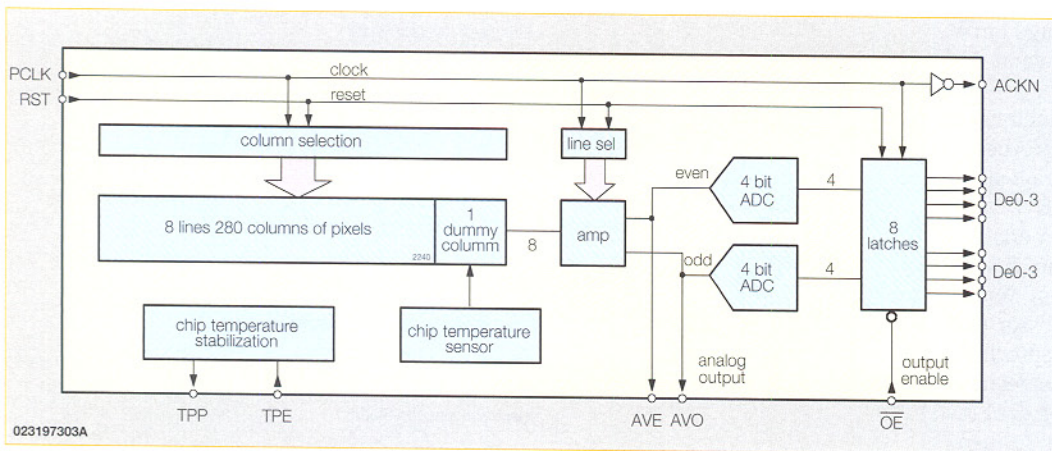 PCLK
clock
ACKN
RST
reset
column selection
line sel
even
4 bit
ADC
4
De0-3
8 lines 280 columns of pixels
2240
1
dummy
columm
8
amp
8
latches
odd
4 bit
ADC
4
De0-3
chip temperature
stabilization
chip temperature
sensor
analog
output
output
enable
TPP
TPE
AVE
AVO
OE
023197303A